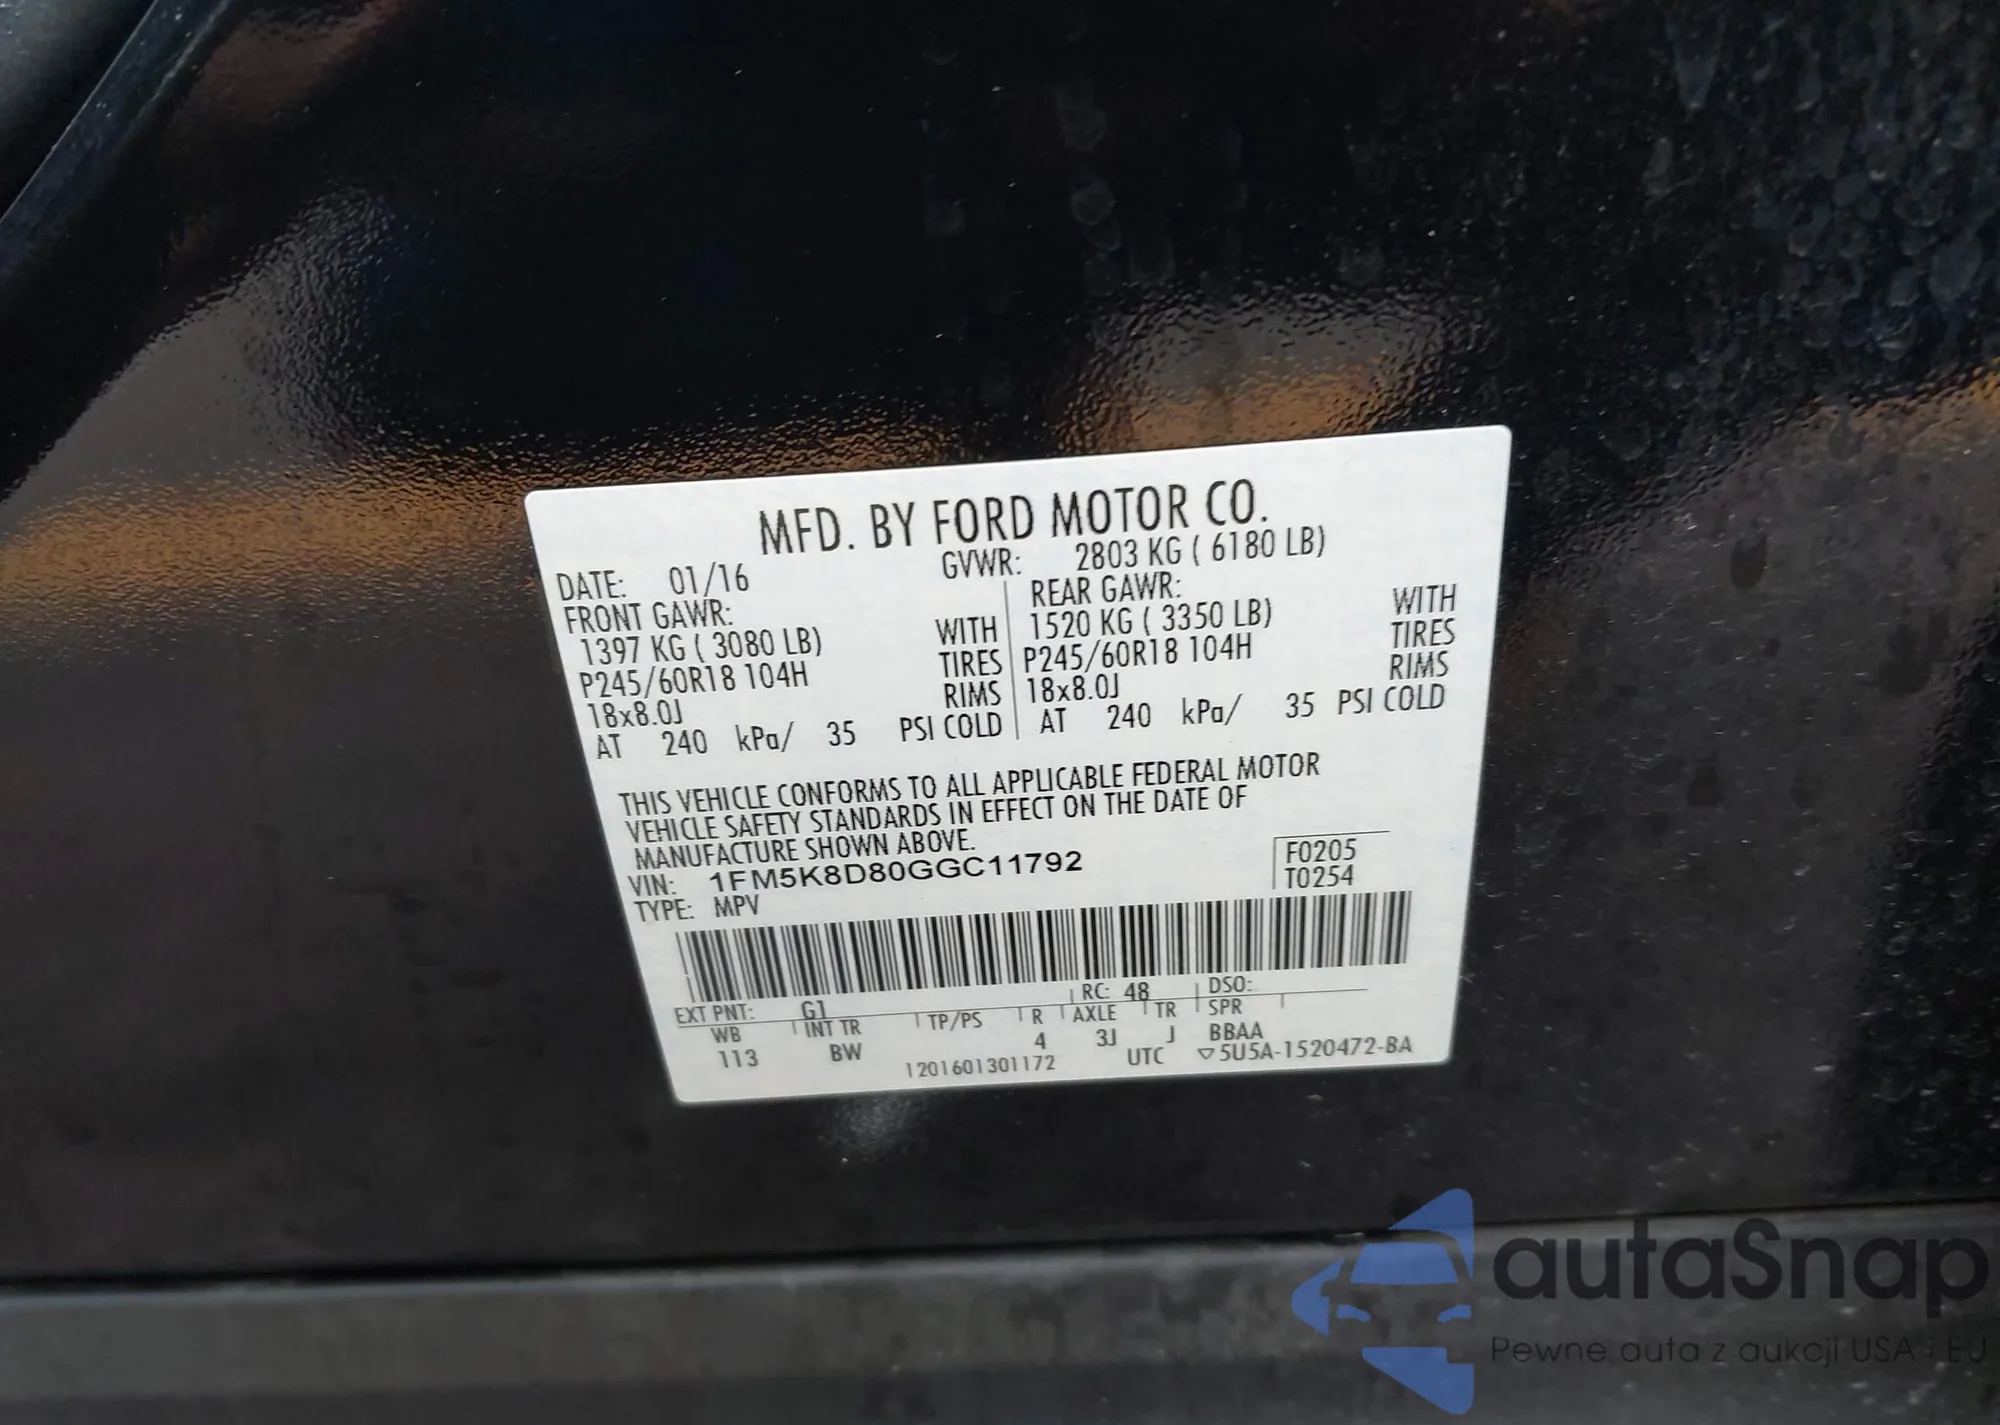 MFD. BY FORD MOTOR CO.
DATE: 01/16 GVWR: 2803 KG ( 6180 LB)
FRONT GAWR: REAR GAWR:
1397 KG ( 3080 LB) WITH 1520 KG ( 3350 LB) WITH
P245/60R18 104H TIRES P245/60R18 104H TIRES
18x8.0J RIMS 18x8.0J RIMS
AT 240 kPa/ 35 PSI COLD AT 240 kPa/ 35 PSI COLD
THIS VEHICLE CONFORMS TO ALL APPLICABLE FEDERAL MOTOR
VEHICLE SAFETY STANDARDS IN EFFECT ON THE DATE OF
MANUFACTURE SHOWN ABOVE.
VIN: 1FM5K8D80GGC11792 F0205
TYPE: MPV T0254
EXT PNT: G1 RC: 48 DSO:
WB INT TR TP/PS R AXLE TR SPR
113 BW 4 3J J BBAA
1201601301172 UTC ▽5U5A-1520472-BA
autaSnap
Pewne auta z aukcji USA i EU